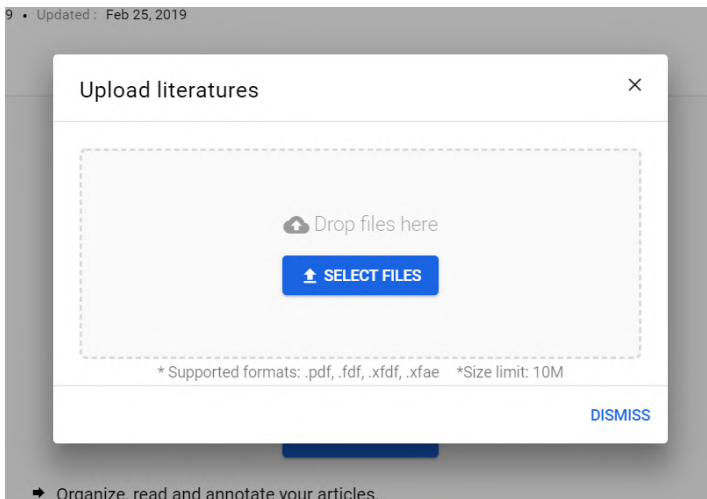 9 • Updated : Feb 25, 2019
Upload literatures
Drop files here
SELECT FILES
* Supported formats: .pdf, .fdf, .xfdf, .xfae *Size limit: 10M
DISMISS
Organize, read and annotate your articles.